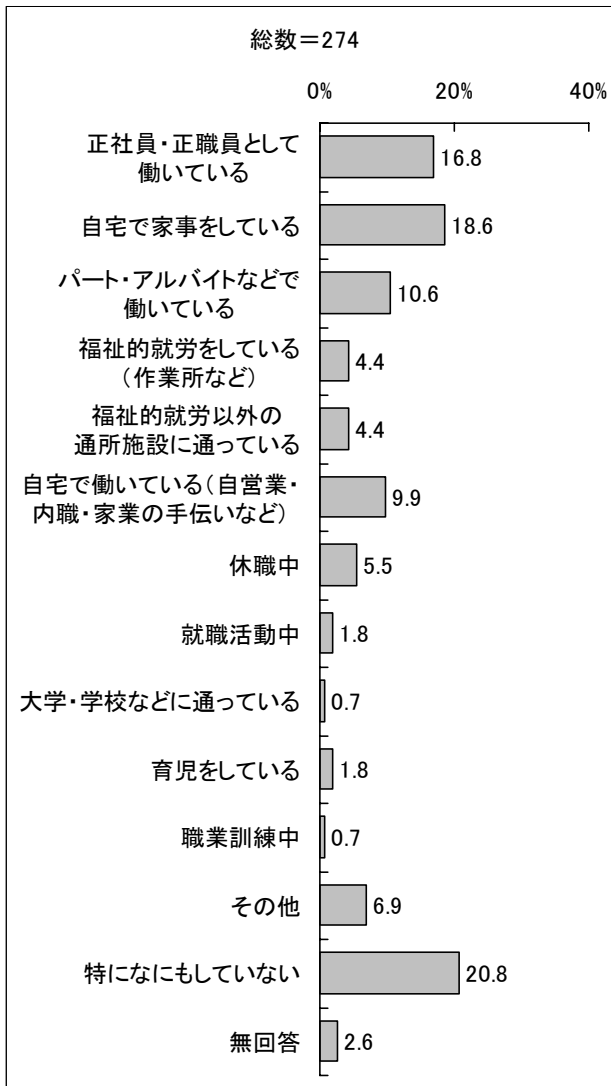 総数＝274
0% 20% 40%
正社員・正職員として
働いている
16.8
自宅で家事をしている
18.6
パート・アルバイトなどで
働いている
10.6
福祉的就労をしている
（作業所など）
4.4
福祉的就労以外の
通所施設に通っている
4.4
自宅で働いている（自営業・
内職・家業の手伝いなど）
9.9
休職中
5.5
就職活動中
1.8
大学・学校などに通っている
0.7
育児をしている
1.8
職業訓練中
0.7
その他
6.9
特になにもしていない
20.8
無回答
2.6